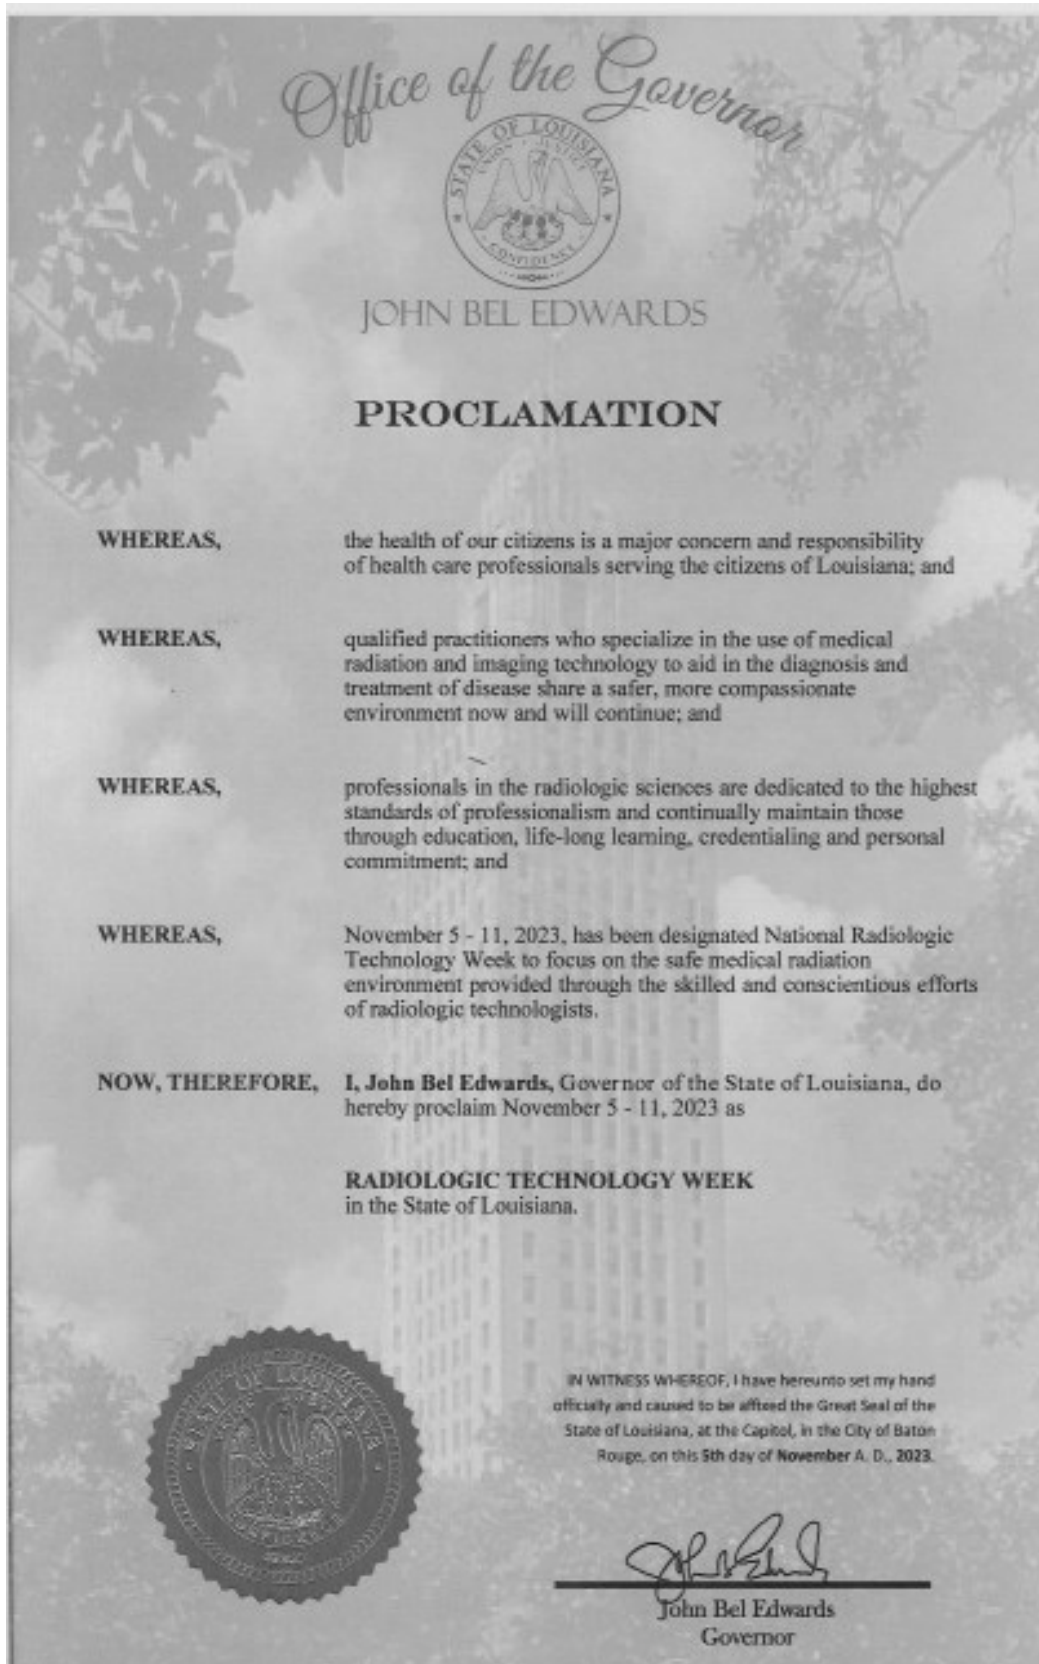 Office of the Governor
STATE OF LOUISIANA
UNION JUSTICE
CONFIDENCE
JOHN BEL EDWARDS
PROCLAMATION
WHEREAS, the health of our citizens is a major concern and responsibility
of health care professionals serving the citizens of Louisiana; and
WHEREAS, qualified practitioners who specialize in the use of medical
radiation and imaging technology to aid in the diagnosis and
treatment of disease share a safer, more compassionate
environment now and will continue; and
WHEREAS, professionals in the radiologic sciences are dedicated to the highest
standards of professionalism and continually maintain those
through education, life-long learning, credentialing and personal
commitment; and
WHEREAS, November 5 - 11, 2023, has been designated National Radiologic
Technology Week to focus on the safe medical radiation
environment provided through the skilled and conscientious efforts
of radiologic technologists.
NOW, THEREFORE, I, John Bel Edwards, Governor of the State of Louisiana, do
hereby proclaim November 5 - 11, 2023 as
RADIOLOGIC TECHNOLOGY WEEK
in the State of Louisiana.
STATE OF LOUISIANA
IN WITNESS WHEREOF, I have hereunto set my hand
officially and caused to be affixed the Great Seal of the
State of Louisiana, at the Capitol, in the City of Baton
Rouge, on this 5th day of November A. D., 2023.
John Bel Edwards
Governor